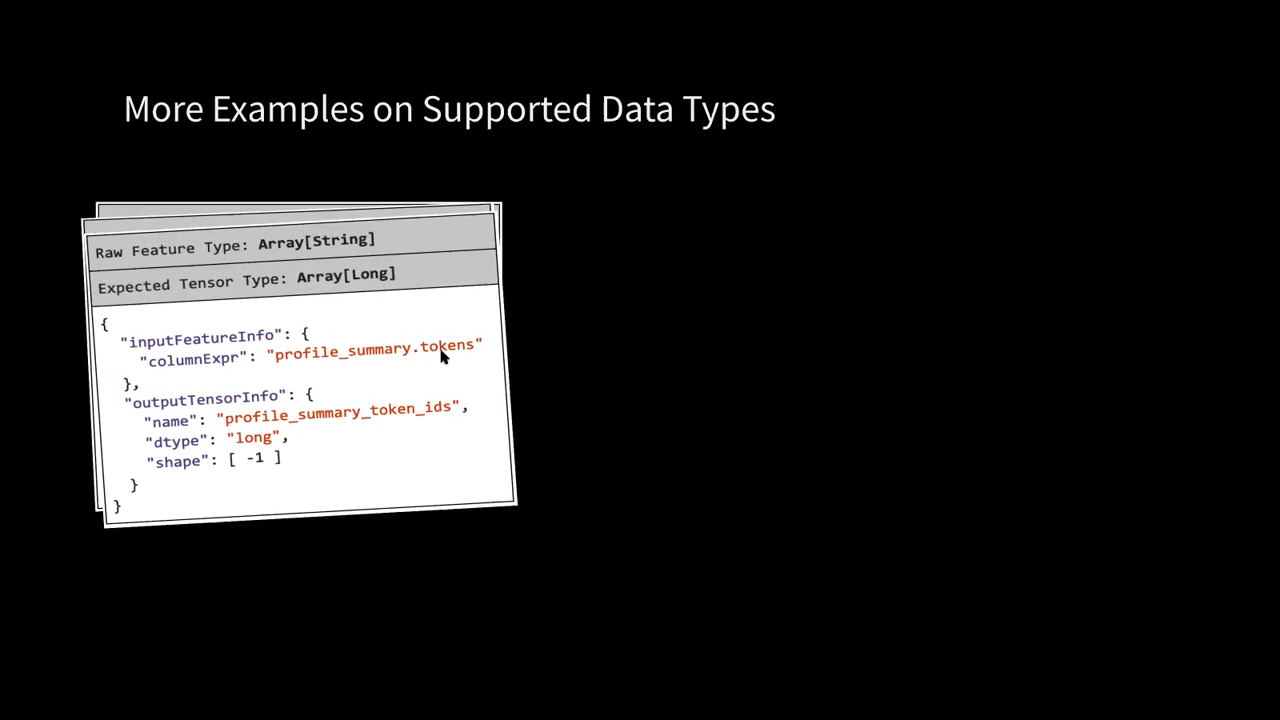 More Examples on Supported Data Types
Raw Feature Type: Array[String]
Expected Tensor Type: Array[Long]
{
"inputFeatureInfo": {
"columnExpr": "profile_summary.tokens"
},
"outputTensorInfo": {
"name": "profile_summary_token_ids",
"dtype": "long",
"shape": [ -1 ]
}
}